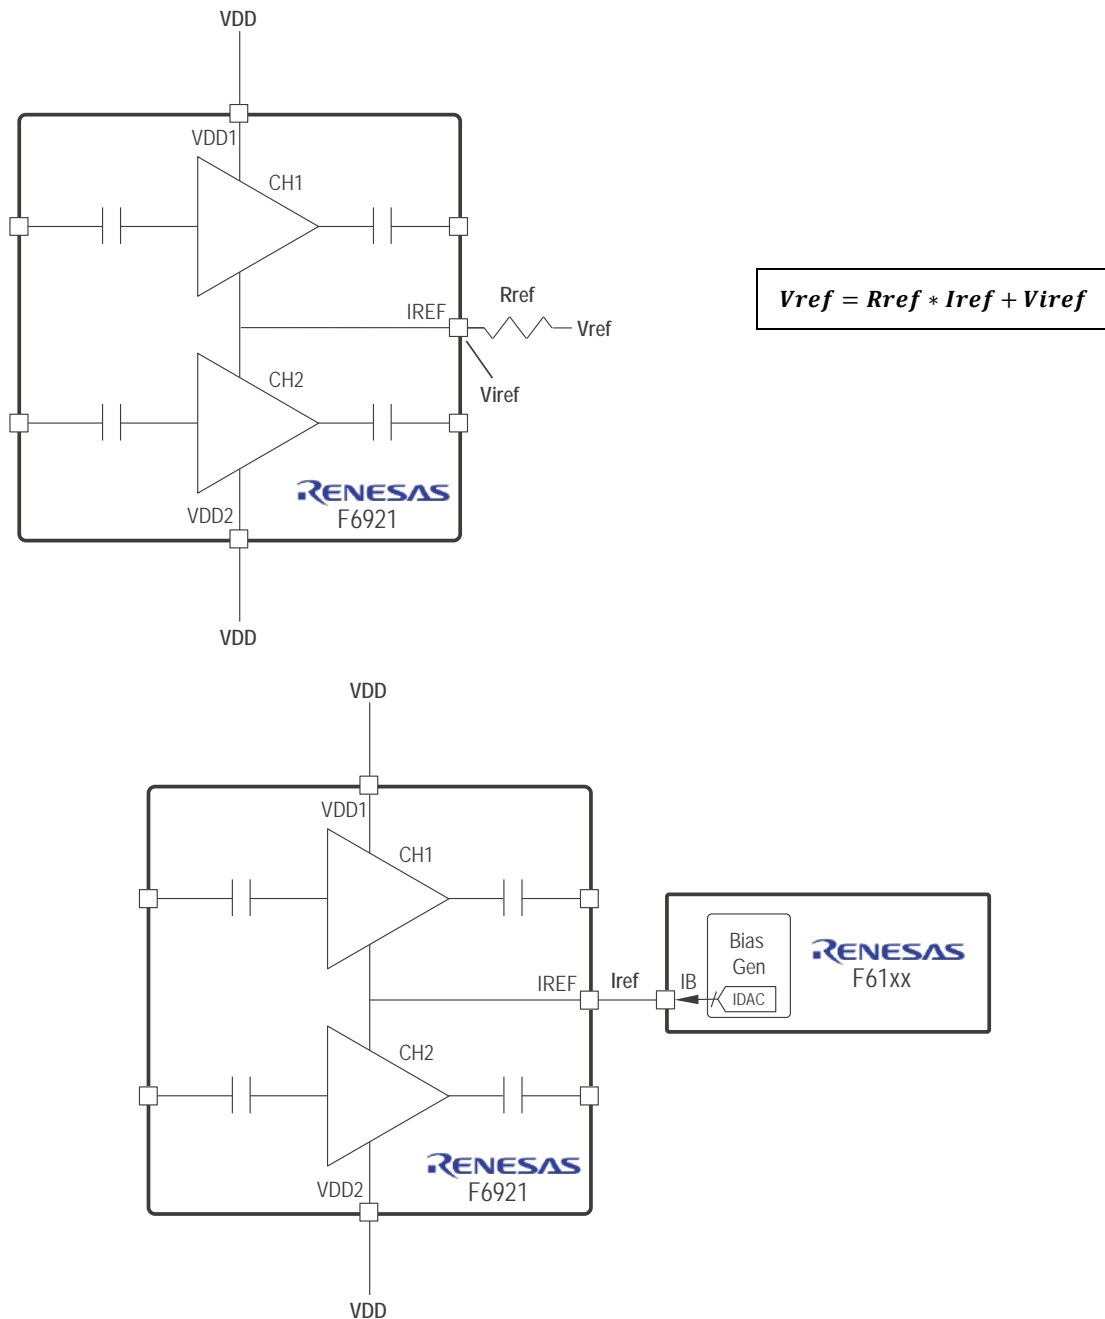 VDD
VDD1
CH1
IREF
Rref
Vref
Viref
Vref = Rref * Iref + Viref
CH2
RENESAS
F6921
VDD2
VDD
VDD
VDD1
CH1
IREF
Iref
IB
Bias
Gen
IDAC
RENESAS
F61xx
CH2
RENESAS
F6921
VDD2
VDD